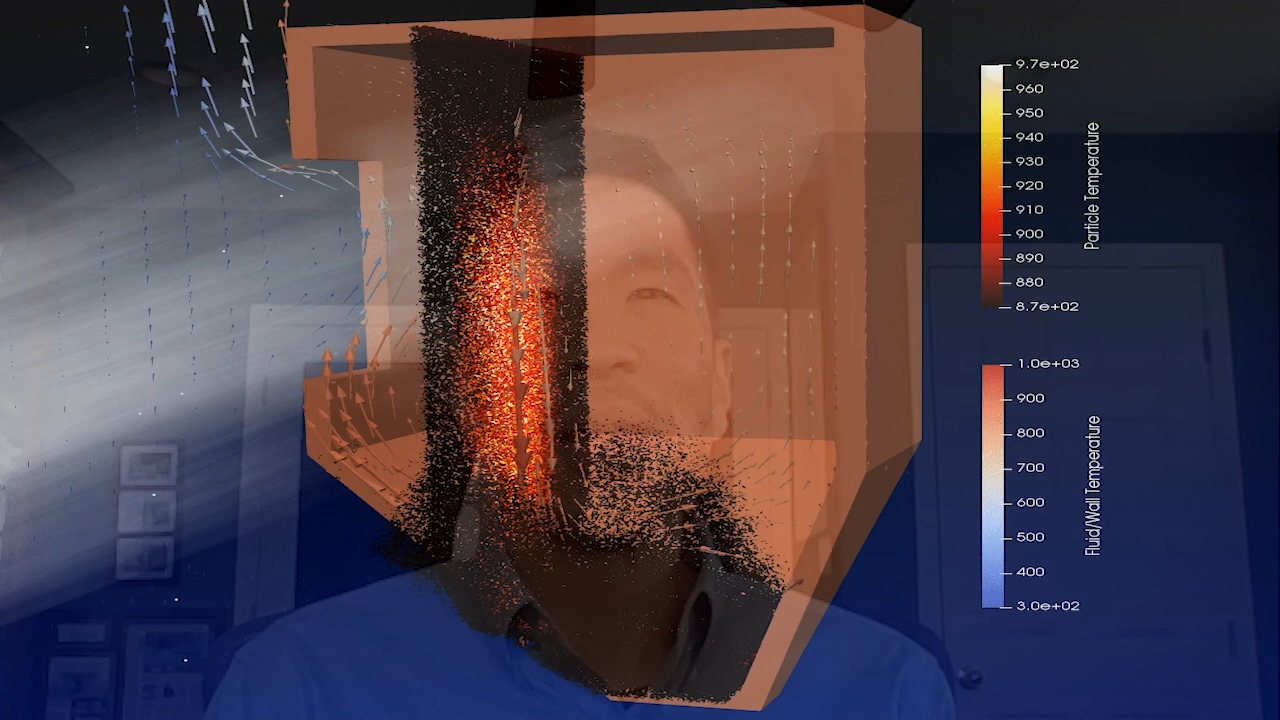 9.7e+02
960
950
940
930
920
910
900
890
880
8.7e+02
Particle Temperature
1.0e+03
900
800
700
600
500
400
3.0e+02
Fluid/Wall Temperature